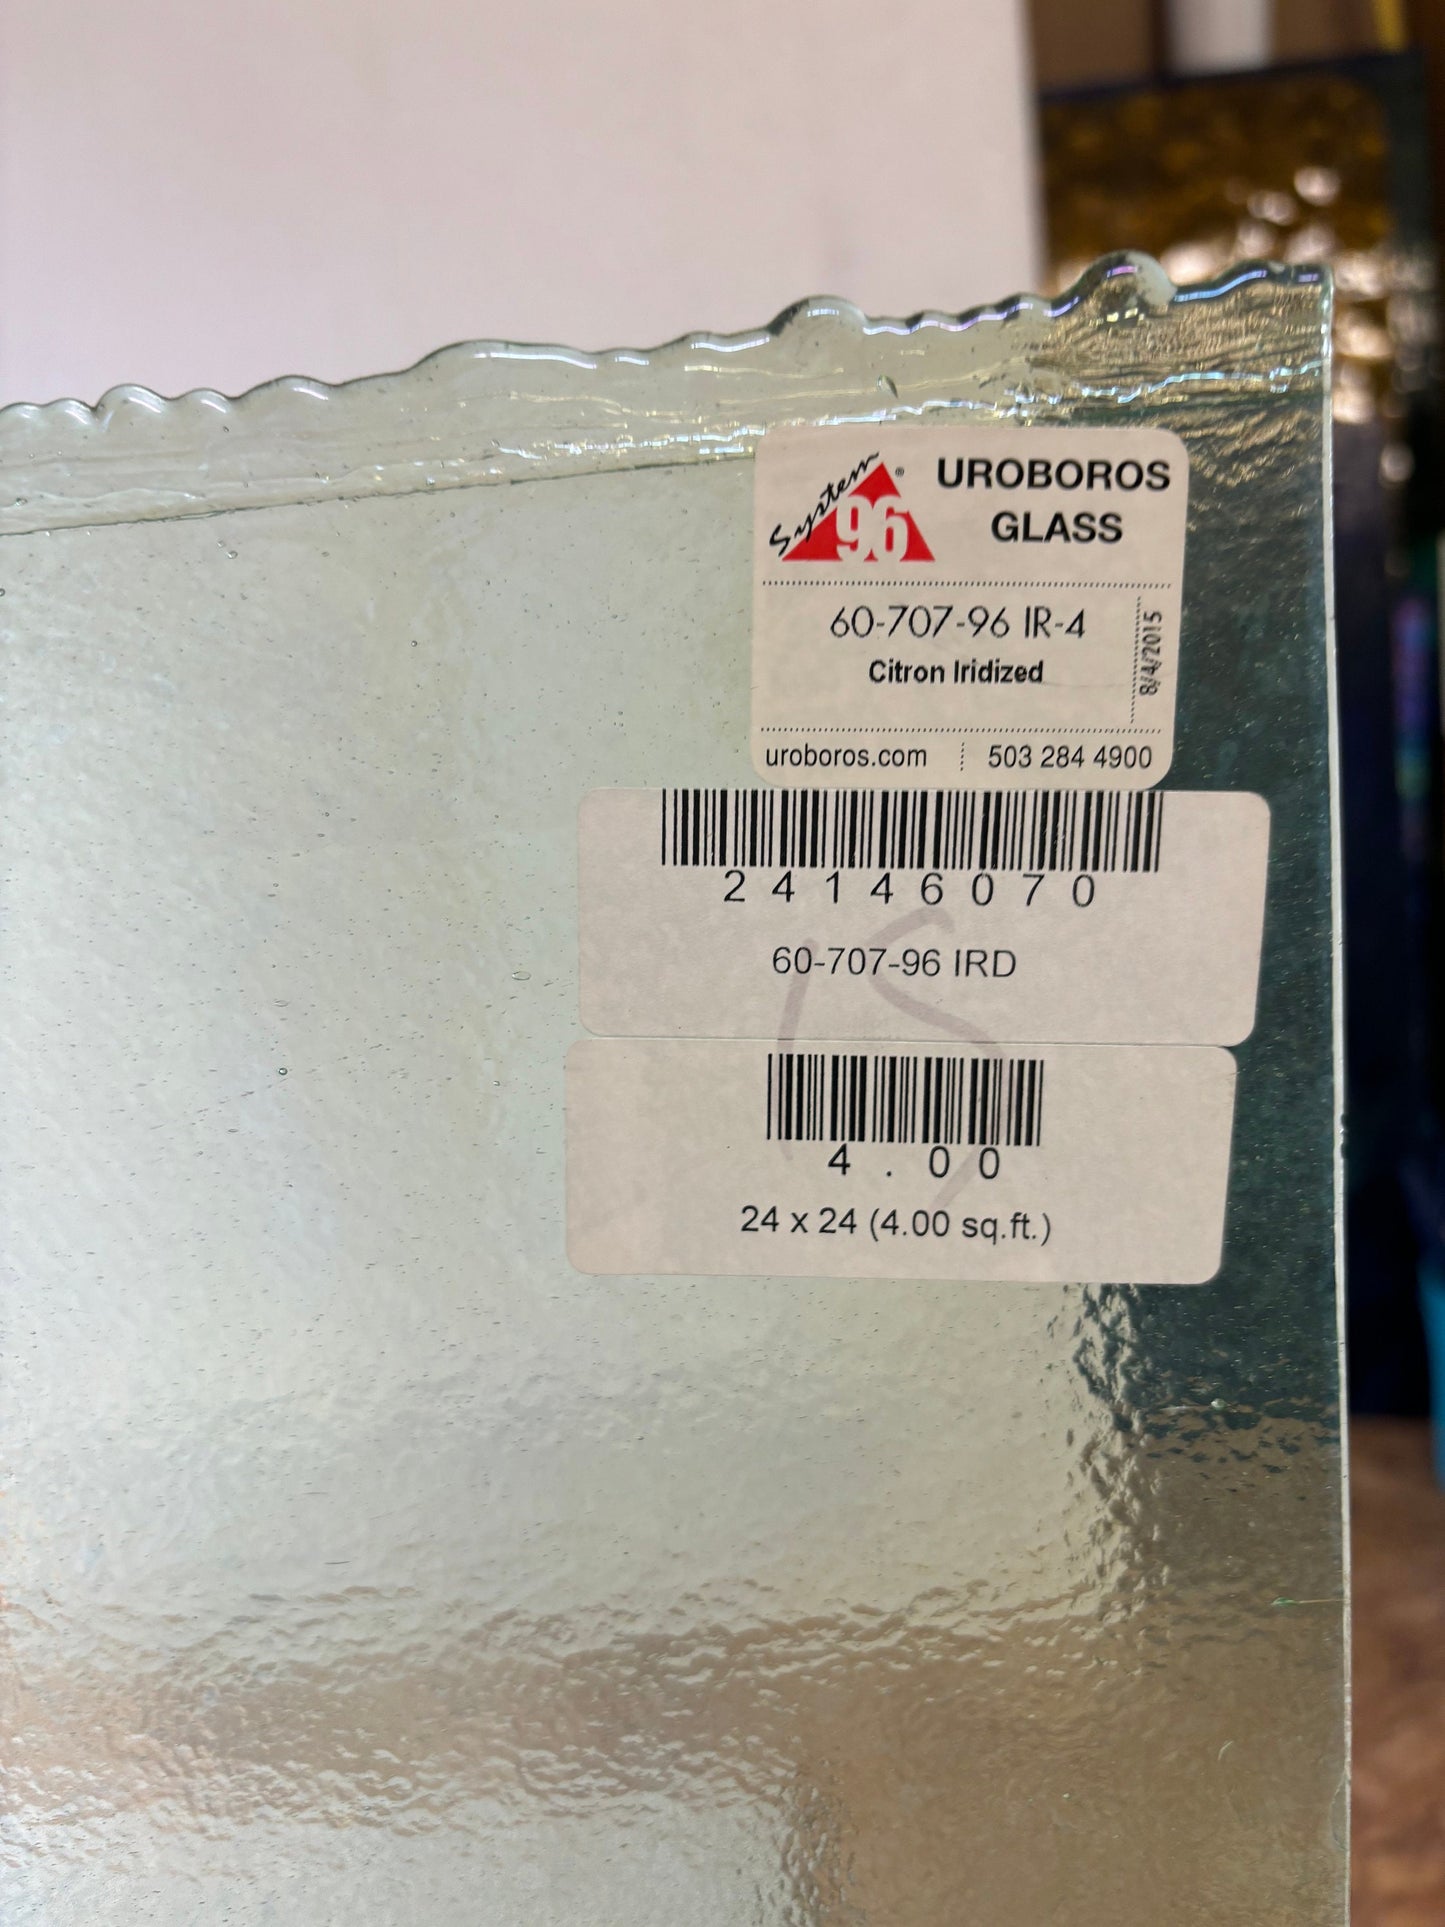 System 96 ®
UROBOROS
GLASS
60-707-96 IR-4
Citron Iridized
8/4/2015
uroboros.com 503 284 4900
24146070
60-707-96 IRD
4.00
24 x 24 (4.00 sq.ft.)